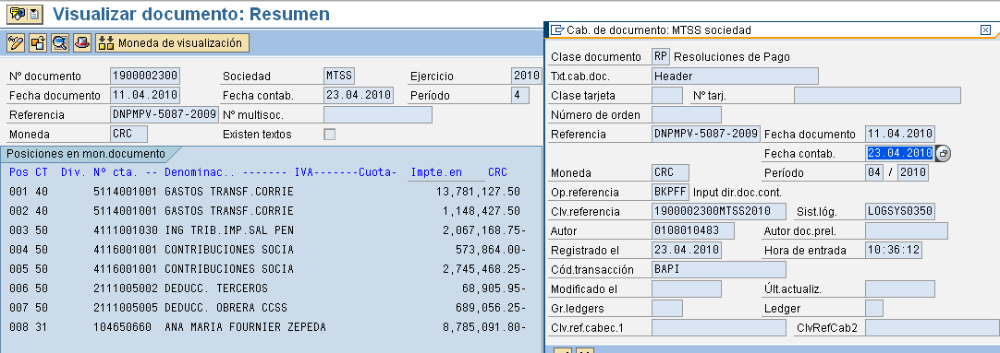 Visualizar documento: Resumen
Moneda de visualización
Nº documento 1900002300 Sociedad MTSS Ejercicio 2010
Fecha documento 11.04.2010 Fecha contab. 23.04.2010 Período 4
Referencia DNPMPV-5087-2009 Nº multisoc.
Moneda CRC Existen textos
Posiciones en mon.documento
Pos CT Div. Nº cta. -- Denominac.. ------- IVA-------Cuota- Impte.en CRC
001 40 5114001001 GASTOS TRANSF.CORRIE 13,781,127.50
002 40 5114001001 GASTOS TRANSF.CORRIE 1,148,427.50
003 50 4111001030 ING TRIB.IMP.SAL PEN 2,067,168.75-
004 50 4116001001 CONTRIBUCIONES SOCIA 573,864.00-
005 50 4116001001 CONTRIBUCIONES SOCIA 2,745,468.25-
006 50 2111005002 DEDUCC. TERCEROS 68,905.95-
007 50 2111005005 DEDUCC. OBRERA CCSS 689,056.25-
008 31 104650660 ANA MARIA FOURNIER ZEPEDA 8,785,091.80-
Cab. de documento: MTSS sociedad
Clase documento RP Resoluciones de Pago
Txt.cab.doc. Header
Clase tarjeta Nº tarj.
Número de orden
Referencia DNPMPV-5087-2009 Fecha documento 11.04.2010
Fecha contab. 23.04.2010
Moneda CRC Período 04 / 2010
Op.referencia BKPFF Input dir.doc.cont.
Clv.referencia 1900002300MTSS2010 Sist.lóg. LOGSYS0350
Autor 0108010483 Autor doc.prel.
Registrado el 23.04.2010 Hora de entrada 10:36:12
Cód.transacción BAPI
Modificado el Últ.actualiz.
Gr.ledgers Ledger
Clv.ref.cabec.1 ClvRefCab2